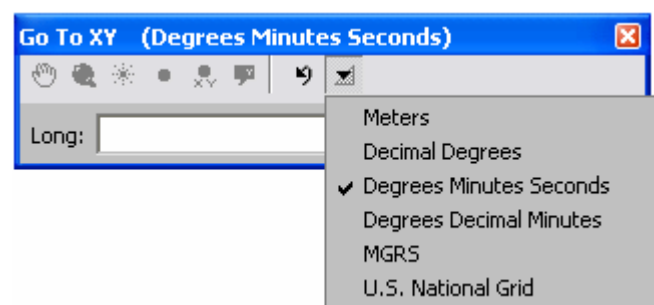 Go To XY (Degrees Minutes Seconds)
Long:
Meters
Decimal Degrees
Degrees Minutes Seconds
Degrees Decimal Minutes
MGRS
U.S. National Grid